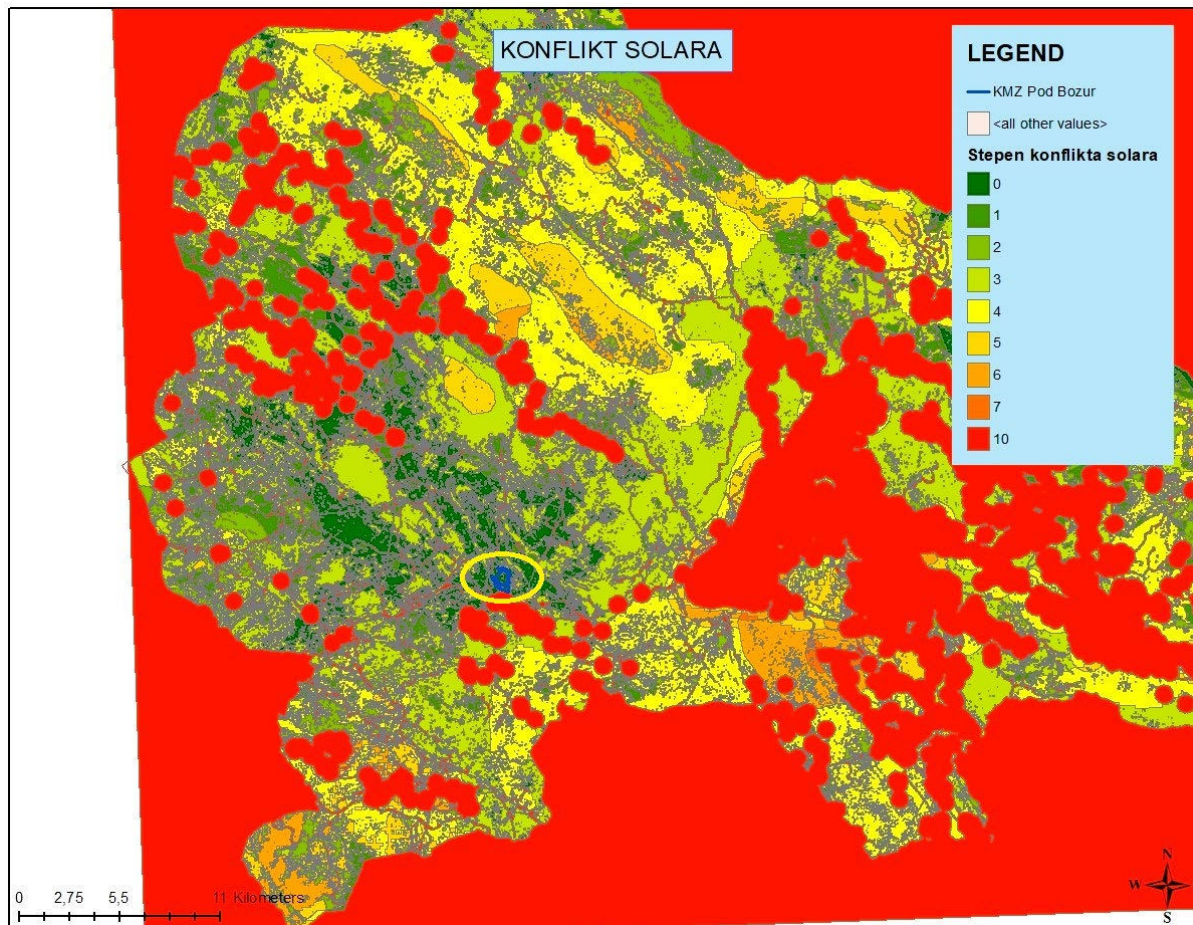 KONFLIKT SOLARA
LEGEND
KMZ Pod Bozur
<all other values>
Stepen konflikta solara
0
1
2
3
4
5
6
7
10
0 2,75 5,5 11 Kilometers
N
W
S